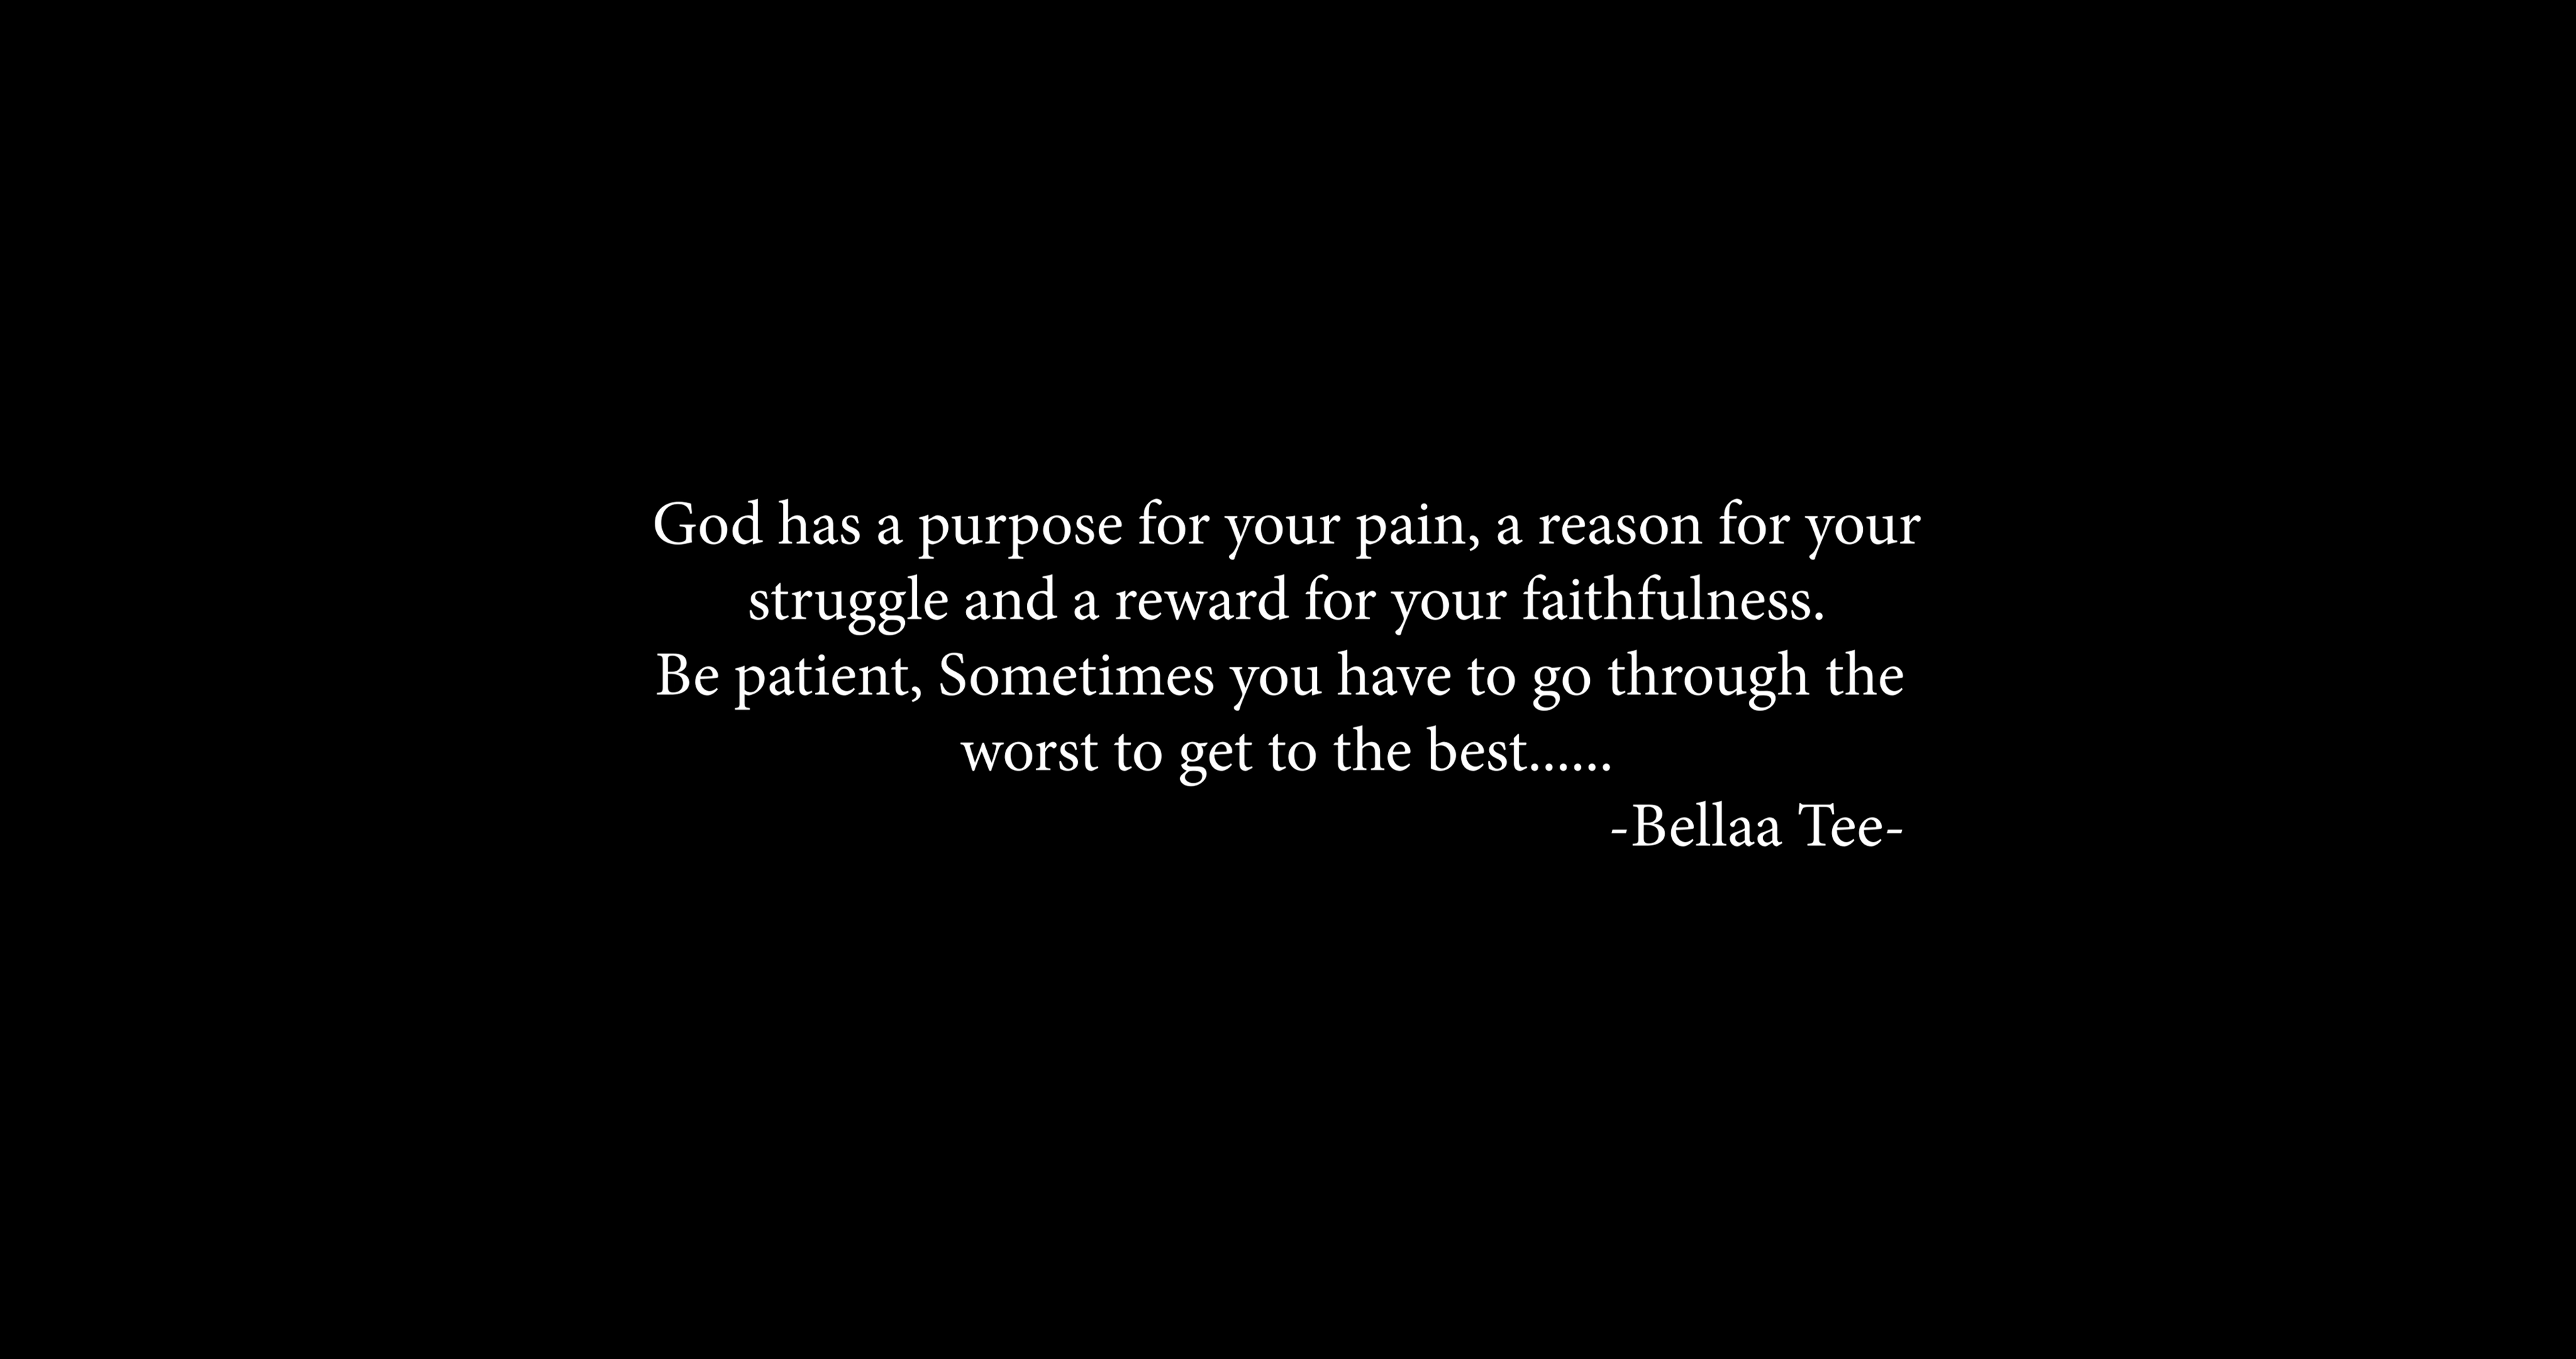 God has a purpose for your pain, a reason for your
struggle and a reward for your faithfulness.
Be patient, Sometimes you have to go through the
worst to get to the best......
-Bellaa Tee-